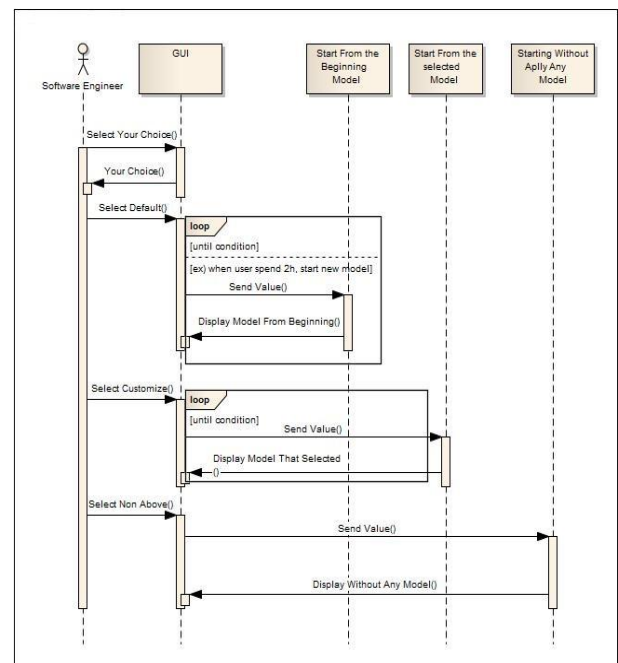 Software Engineer
GUI
Start From the
Beginning
Model
Start From the
selected
Model
Starting Without
Aplly Any
Model
Select Your Choice()
Your Choice()
Select Default()
loop
[until condition]
[ex) when user spend 2h, start new model]
Send Value()
Display Model From Beginning()
Select Customize()
loop
[until condition]
Send Value()
Display Model That Selected
()
Select Non Above()
Send Value()
Display Without Any Model()